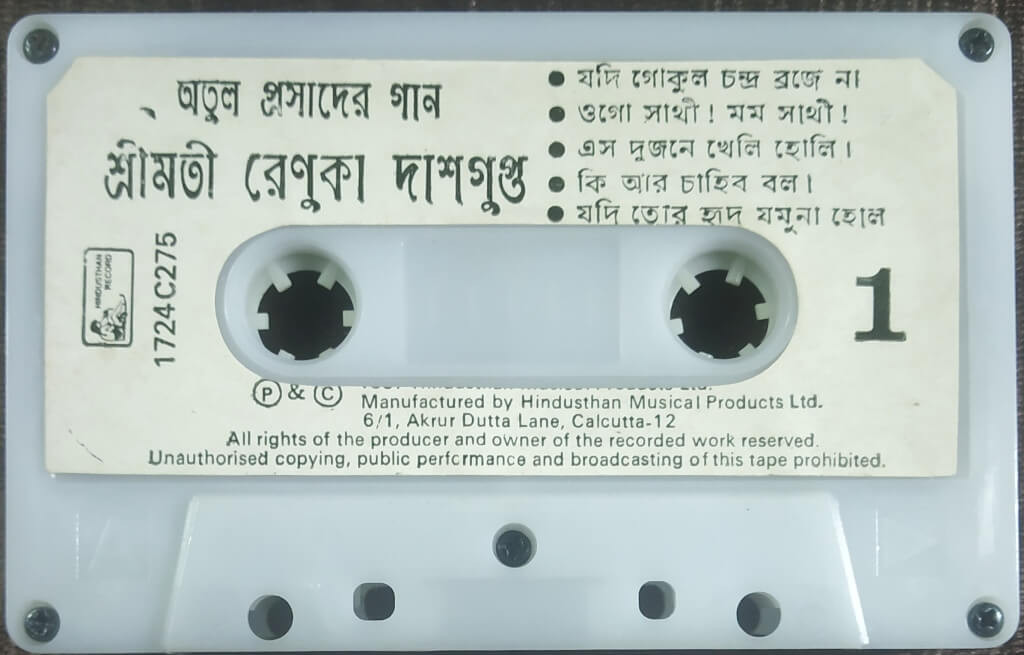 অতুল প্রসাদের গান
শ্রীমতী রেণুকা দাশগুপ্ত
● যদি গোকুল চন্দ্র ব্রজে না
● ওগো সাথী! মম সাথী!
● এস দুজনে খেলি হোলি।
● কি আর চাহিব বল।
● যদি তোর হৃদ যমুনা হোল
HINDUSTHAN
RECORD
1724C275
1
Ⓟ & Ⓒ
Manufactured by Hindusthan Musical Products Ltd.
6/1, Akrur Dutta Lane, Calcutta-12
All rights of the producer and owner of the recorded work reserved.
Unauthorised copying, public performance and broadcasting of this tape prohibited.